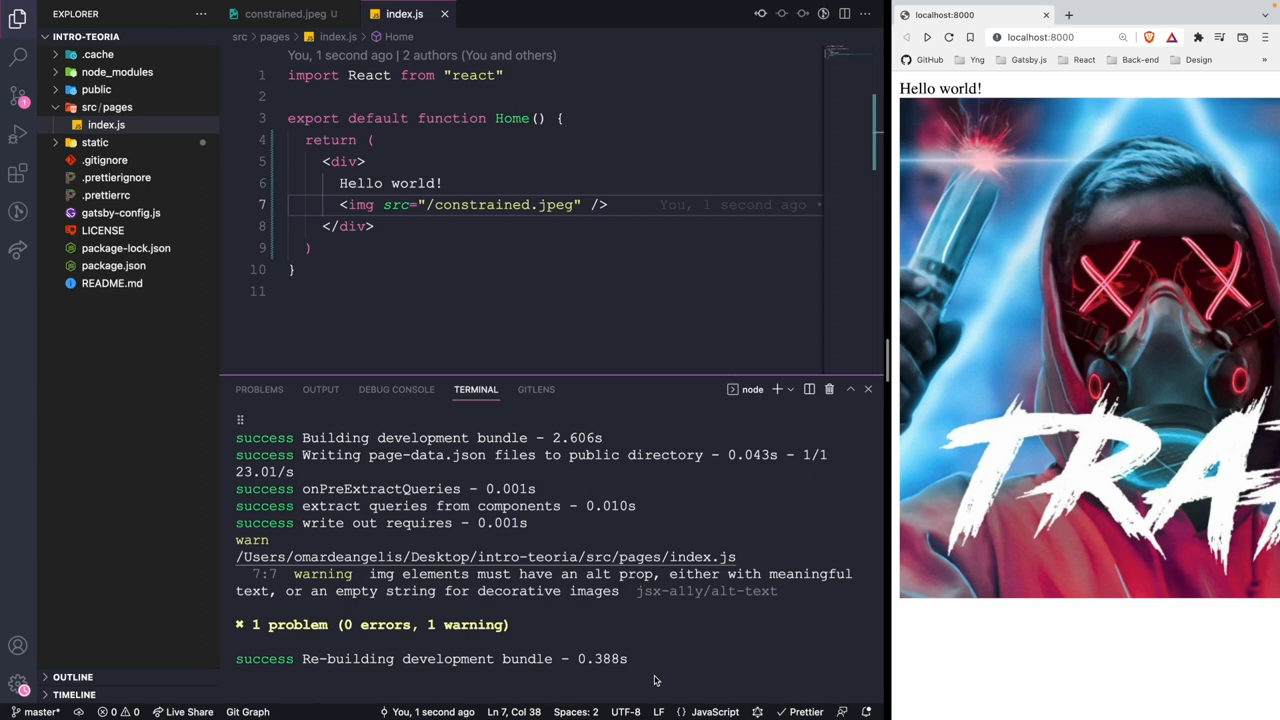 EXPLORER
INTRO-TEORIA
.cache
node_modules
public
src/pages
index.js
static
.gitignore
.prettierignore
.prettierrc
gatsby-config.js
LICENSE
package-lock.json
package.json
README.md
OUTLINE
TIMELINE
constrained.jpeg U
index.js
src > pages > index.js > Home
You, 1 second ago | 2 authors (You and others)
1 import React from "react"
2
3 export default function Home() {
4 return (
5 <div>
6 Hello world!
7 <img src="/constrained.jpeg" /> You, 1 second ago •
8 </div>
9 )
10 }
11
PROBLEMS OUTPUT DEBUG CONSOLE TERMINAL GITLENS
node
success Building development bundle - 2.606s
success Writing page-data.json files to public directory - 0.043s - 1/1
23.01/s
success onPreExtractQueries - 0.001s
success extract queries from components - 0.010s
success write out requires - 0.001s
warn
/Users/omardeangelis/Desktop/intro-teoria/src/pages/index.js
7:7 warning img elements must have an alt prop, either with meaningful
text, or an empty string for decorative images jsx-a11y/alt-text
✖ 1 problem (0 errors, 1 warning)
success Re-building development bundle - 0.388s
master* 0 0 Live Share Git Graph You, 1 second ago Ln 7, Col 38 Spaces: 2 UTF-8 LF {} JavaScript Prettier
localhost:8000
localhost:8000
GitHub Yng Gatsby.js React Back-end Design »
Hello world!